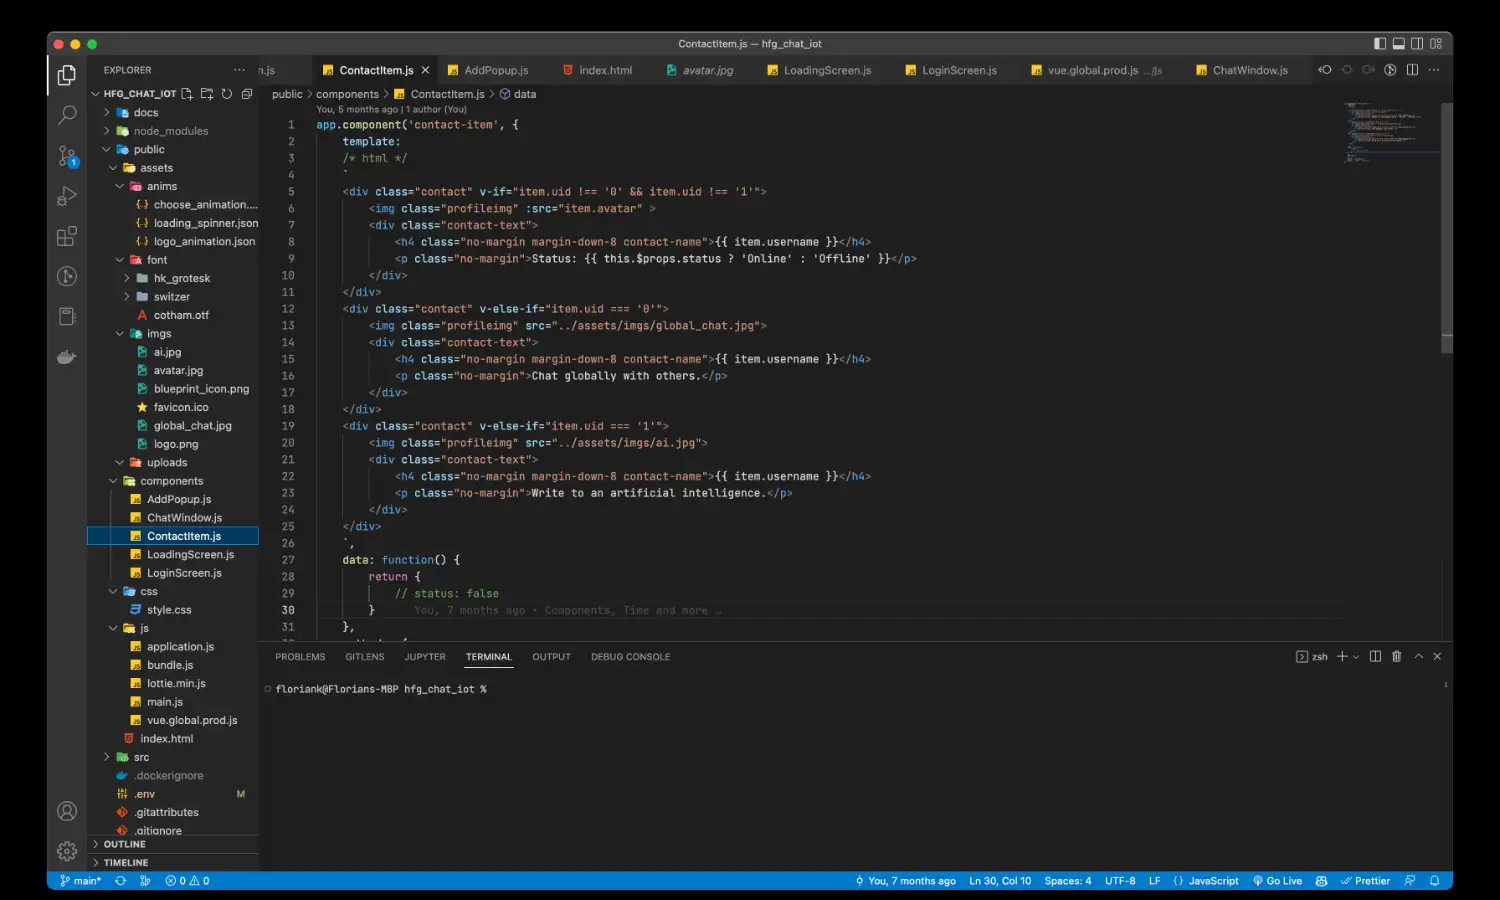 ContactItem.js — hfg_chat_iot
EXPLORER
n.js
ContactItem.js
AddPopup.js
index.html
avatar.jpg
LoadingScreen.js
LoginScreen.js
vue.global.prod.js .../js
ChatWindow.js
HFG_CHAT_IOT
docs
node_modules
public
assets
anims
choose_animation....
loading_spinner.json
logo_animation.json
font
hk_grotesk
switzer
cotham.otf
imgs
ai.jpg
avatar.jpg
blueprint_icon.png
favicon.ico
global_chat.jpg
logo.png
uploads
components
AddPopup.js
ChatWindow.js
ContactItem.js
LoadingScreen.js
LoginScreen.js
css
style.css
js
application.js
bundle.js
lottie.min.js
main.js
vue.global.prod.js
index.html
src
.dockerignore
.env M
.gitattributes
.gitignore
OUTLINE
TIMELINE
1
public > components > ContactItem.js > data
You, 5 months ago | 1 author (You)
1 app.component('contact-item', {
2 template:
3 /* html */
4 `
5 <div class="contact" v-if="item.uid !== '0' && item.uid !== '1'">
6 <img class="profileimg" :src="item.avatar" >
7 <div class="contact-text">
8 <h4 class="no-margin margin-down-8 contact-name">{{ item.username }}</h4>
9 <p class="no-margin">Status: {{ this.$props.status ? 'Online' : 'Offline' }}</p>
10 </div>
11 </div>
12 <div class="contact" v-else-if="item.uid === '0'">
13 <img class="profileimg" src="../assets/imgs/global_chat.jpg">
14 <div class="contact-text">
15 <h4 class="no-margin margin-down-8 contact-name">{{ item.username }}</h4>
16 <p class="no-margin">Chat globally with others.</p>
17 </div>
18 </div>
19 <div class="contact" v-else-if="item.uid === '1'">
20 <img class="profileimg" src="../assets/imgs/ai.jpg">
21 <div class="contact-text">
22 <h4 class="no-margin margin-down-8 contact-name">{{ item.username }}</h4>
23 <p class="no-margin">Write to an artificial intelligence.</p>
24 </div>
25 </div>
26 `,
27 data: function() {
28 return {
29 // status: false
30 } You, 7 months ago • Components, Time and more …
31 },
PROBLEMS GITLENS JUPYTER TERMINAL OUTPUT DEBUG CONSOLE
zsh
floriank@Florians-MBP hfg_chat_iot %
main* 0 0 You, 7 months ago Ln 30, Col 10 Spaces: 4 UTF-8 LF {} JavaScript Go Live Prettier